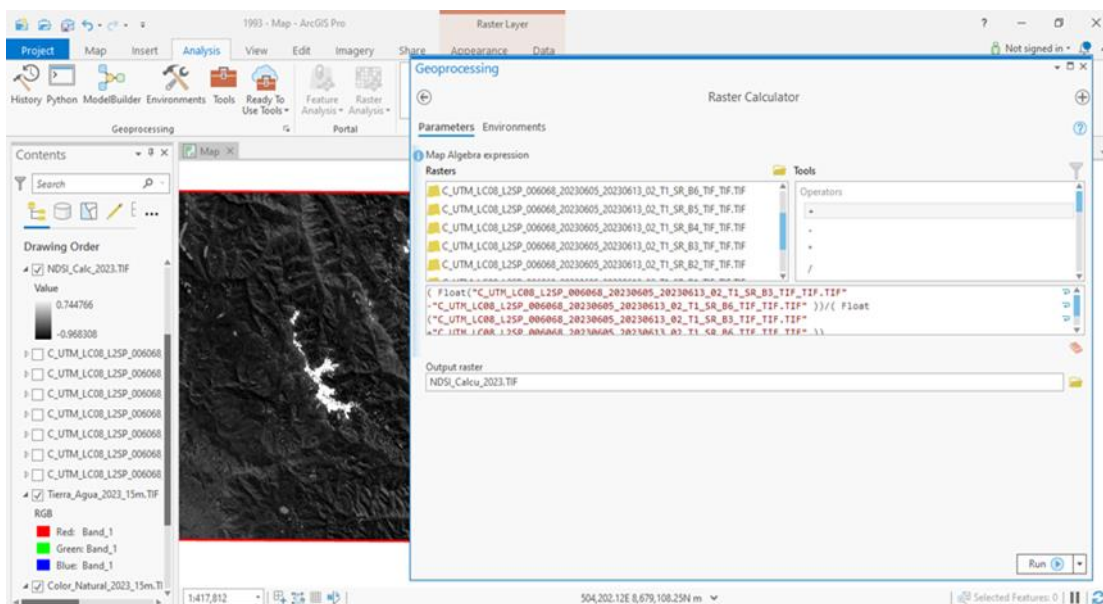 1993 - Map - ArcGIS Pro
Raster Layer
?
Project Map Insert Analysis View Edit Imagery Share Appearance Data
Not signed in
History Python ModelBuilder Environments Tools Ready To Use Tools Feature Analysis Raster Analysis
Geoprocessing Portal
Geoprocessing
Raster Calculator
Parameters Environments
Map Algebra expression
Rasters
Tools
C_UTM_LC08_L2SP_006068_20230605_20230613_02_T1_SR_B6_TIF_TIF.TIF
C_UTM_LC08_L2SP_006068_20230605_20230613_02_T1_SR_B5_TIF_TIF.TIF
C_UTM_LC08_L2SP_006068_20230605_20230613_02_T1_SR_B4_TIF_TIF.TIF
C_UTM_LC08_L2SP_006068_20230605_20230613_02_T1_SR_B3_TIF_TIF.TIF
C_UTM_LC08_L2SP_006068_20230605_20230613_02_T1_SR_B2_TIF_TIF.TIF
Operators
+
-
*
/
( Float("C_UTM_LC08_L2SP_006068_20230605_20230613_02_T1_SR_B3_TIF_TIF.TIF"
-"C_UTM_LC08_L2SP_006068_20230605_20230613_02_T1_SR_B6_TIF_TIF.TIF" ))/( Float
("C_UTM_LC08_L2SP_006068_20230605_20230613_02_T1_SR_B3_TIF_TIF.TIF"
+"C_UTM_LC08_L2SP_006068_20230605_20230613_02_T1_SR_B6_TIF_TIF.TIF" ))
Output raster
NDSI_Calcu_2023.TIF
Run
Contents
Map
Search
Drawing Order
NDSI_Calc_2023.TIF
Value
0.744766
-0.968308
C_UTM_LC08_L2SP_006068
C_UTM_LC08_L2SP_006068
C_UTM_LC08_L2SP_006068
C_UTM_LC08_L2SP_006068
C_UTM_LC08_L2SP_006068
C_UTM_LC08_L2SP_006068
C_UTM_LC08_L2SP_006068
Tierra_Agua_2023_15m.TIF
RGB
Red: Band_1
Green: Band_1
Blue: Band_1
Color_Natural_2023_15m.TI
1:417,812
504,202.12E 8,679,108.25N m
Selected Features: 0